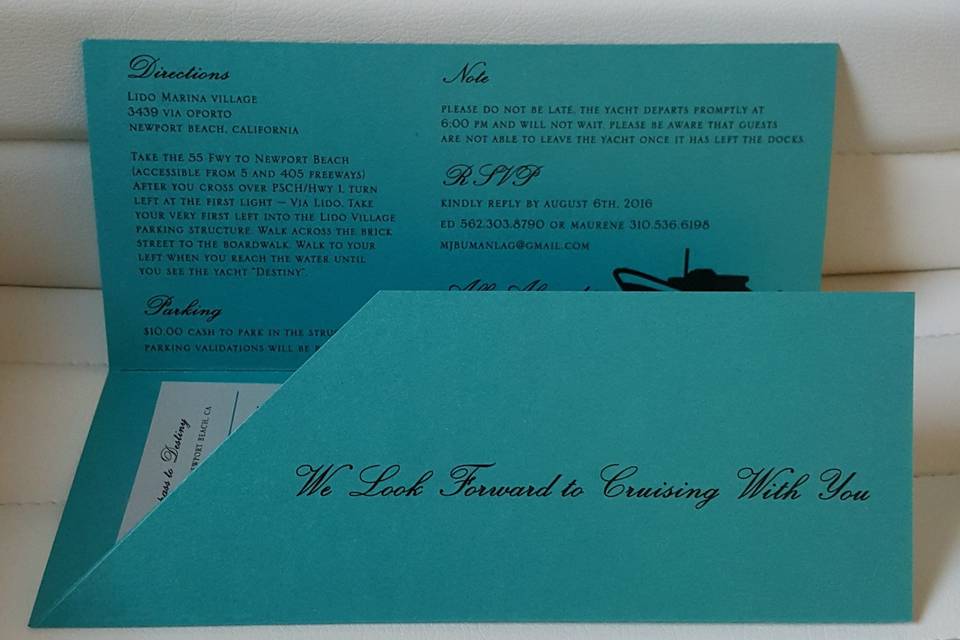 Directions
Lido Marina Village
3439 Via Oporto
Newport Beach, California
Take the 55 Fwy to Newport Beach
(accessible from 5 and 405 freeways)
After you cross over PSCH/Hwy 1, turn
left at the first light – Via Lido. Take
your very first left into the Lido Village
parking structure. Walk across the brick
street to the boardwalk. Walk to your
left when you reach the water until
you see the yacht "Destiny".
Parking
$10.00 cash to park in the
parking validations will be
Note
Please do not be late, the yacht departs promptly at
6:00 pm and will not wait. Please be aware that guests
are not able to leave the yacht once it has left the docks.
RSVP
Kindly reply by August 6th, 2016
Ed 562.303.8790 or Maurene 310.536.6198
mjbumanlag@gmail.com
to Destiny
Beach, CA
We Look Forward to Cruising With You